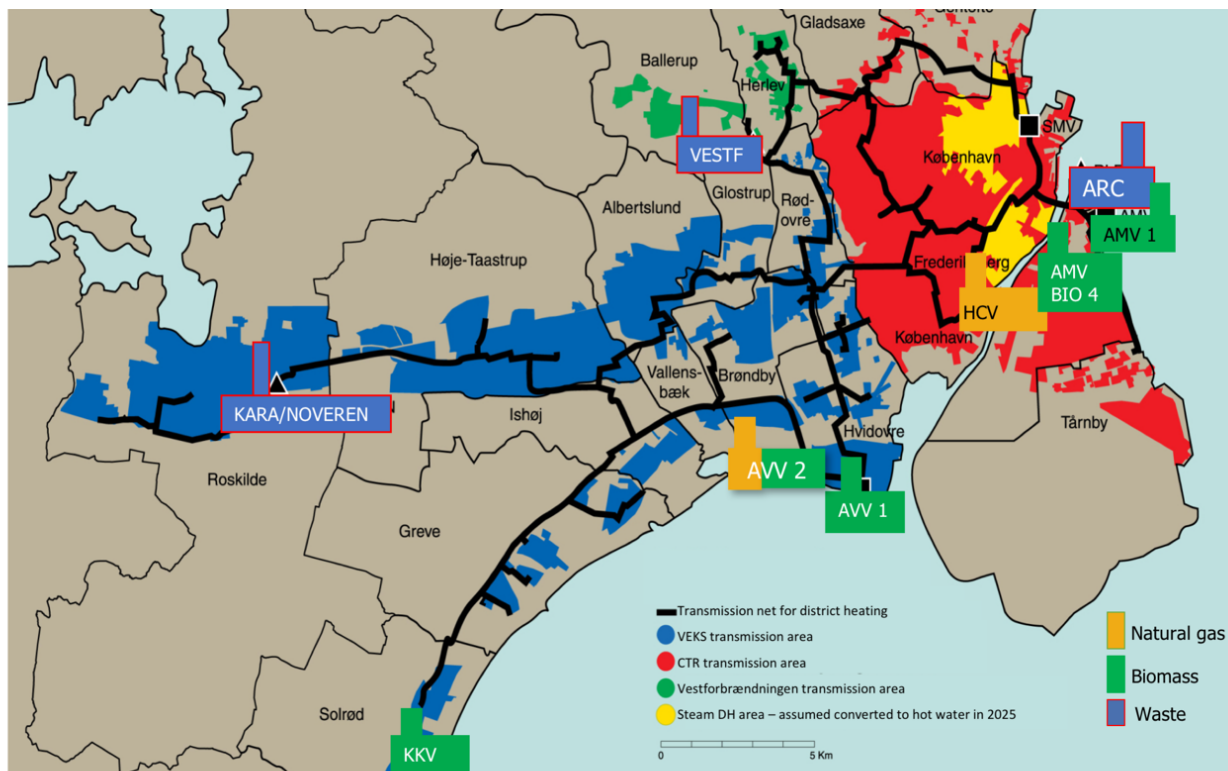 Gladsaxe
Ballerup
Herlev
SMV
VESTF
København
ARC
Glostrup
Rød-
ovre
Albertslund
AMV 1
Høje-Taastrup
AMV
BIO 4
HCV
København
Vallens-
bæk
Brøndby
KARA/NOVEREN
Ishøj
Hvidovre
Tårnby
AVV 2
Roskilde
AVV 1
Greve
Transmission net for district heating
VEKS transmission area
CTR transmission area
Vestforbrændningen transmission area
Steam DH area – assumed converted to hot water in 2025
0
5 Km
Natural gas
Biomass
Waste
Solrød
KKV